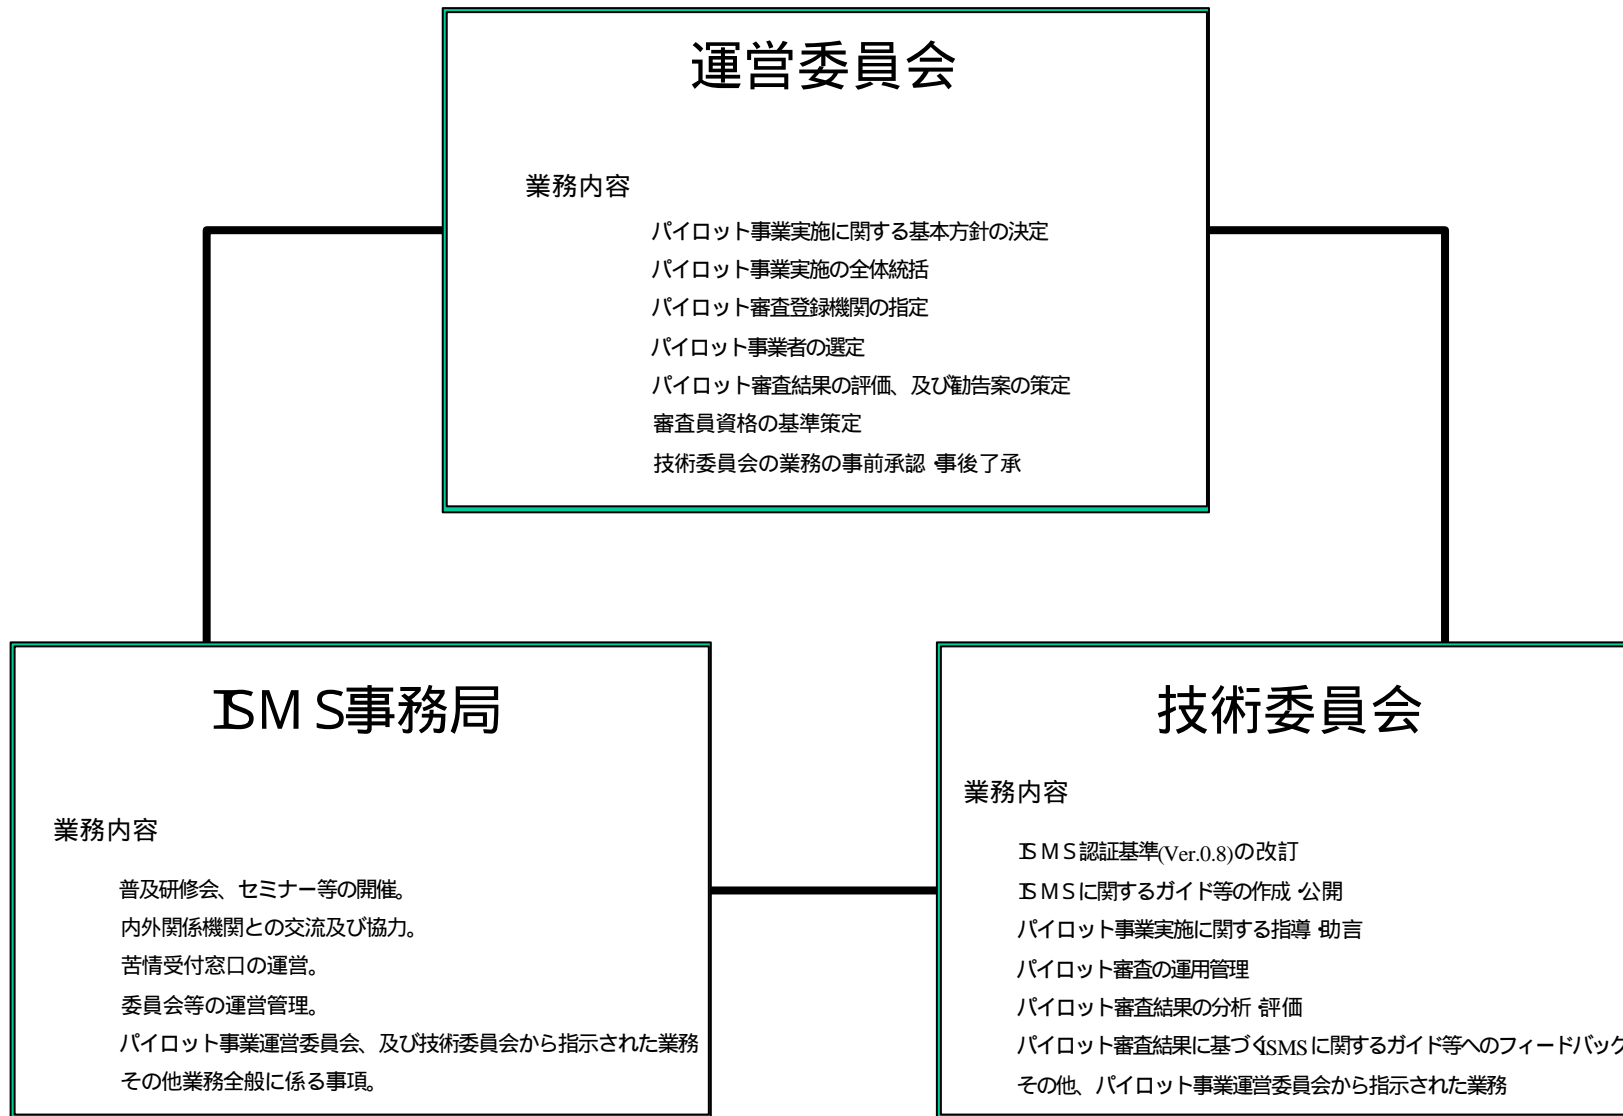 運営委員会
業務内容
パイロット事業実施に関する基本方針の決定
パイロット事業実施の全体統括
パイロット審査登録機関の指定
パイロット事業者の選定
パイロット審査結果の評価、及び勧告案の策定
審査員資格の基準策定
技術委員会の業務の事前承認・事後了承
ISMS事務局
業務内容
普及研修会、セミナー等の開催。
内外関係機関との交流及び協力。
苦情受付窓口の運営。
委員会等の運営管理。
パイロット事業運営委員会、及び技術委員会から指示された業務
その他業務全般に係る事項。
技術委員会
業務内容
ISMS認証基準(Ver.0.8)の改訂
ISMSに関するガイド等の作成・公開
パイロット事業実施に関する指導・助言
パイロット審査の運用管理
パイロット審査結果の分析・評価
パイロット審査結果に基づくISMSに関するガイド等へのフィードバック
その他、パイロット事業運営委員会から指示された業務